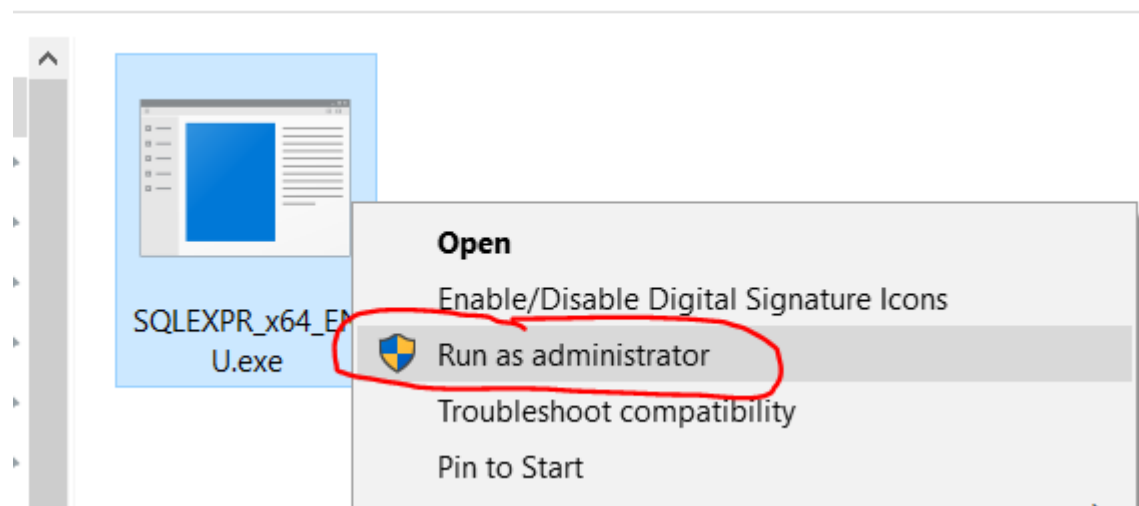 SQLEXPR_x64_EN
U.exe
Open
Enable/Disable Digital Signature Icons
Run as administrator
Troubleshoot compatibility
Pin to Start